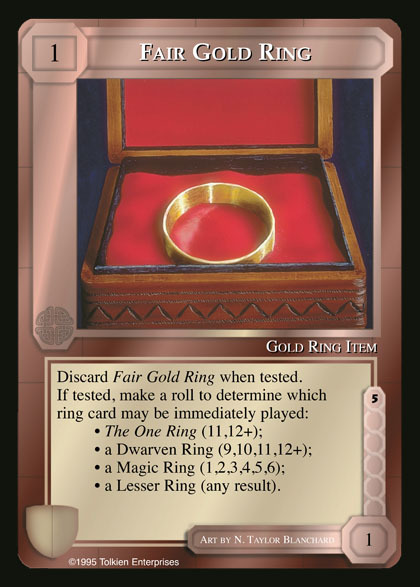 1
FAIR GOLD RING
GOLD RING ITEM
Discard Fair Gold Ring when tested.
If tested, make a roll to determine which
ring card may be immediately played:
• The One Ring (11,12+);
• a Dwarven Ring (9,10,11,12+);
• a Magic Ring (1,2,3,4,5,6);
• a Lesser Ring (any result).
5
ART BY N. TAYLOR BLANCHARD
1
©1995 Tolkien Enterprises